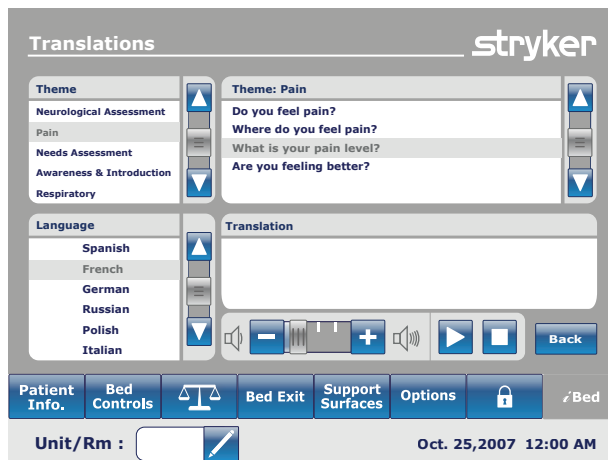 Translations
stryker
Theme
Neurological Assessment
Pain
Needs Assessment
Awareness & Introduction
Respiratory
Theme: Pain
Do you feel pain?
Where do you feel pain?
What is your pain level?
Are you feeling better?
Language
Spanish
French
German
Russian
Polish
Italian
Translation
Back
Patient
Info.
Bed
Controls
Bed Exit
Support
Surfaces
Options
iBed
Unit/Rm :
Oct. 25,2007 12:00 AM